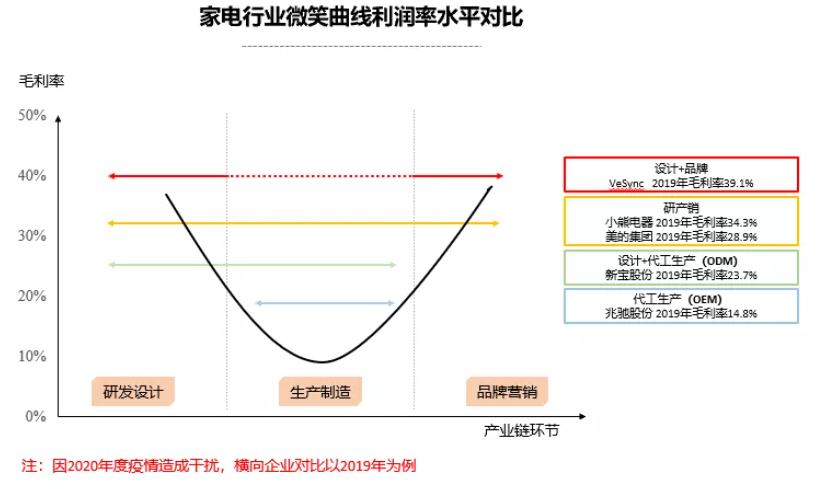 家电行业微笑曲线利润率水平对比
毛利率
50%
40%
30%
20%
10%
0%
设计+品牌
VeSync 2019年毛利率39.1%
研产销
小熊电器 2019年毛利率34.3%
美的集团 2019年毛利率28.9%
设计+代工生产（ODM）
新宝股份 2019年毛利率23.7%
代工生产（OEM）
兆驰股份 2019年毛利率14.8%
研发设计
生产制造
品牌营销
产业链环节
注：因2020年度疫情造成干扰，横向企业对比以2019年为例